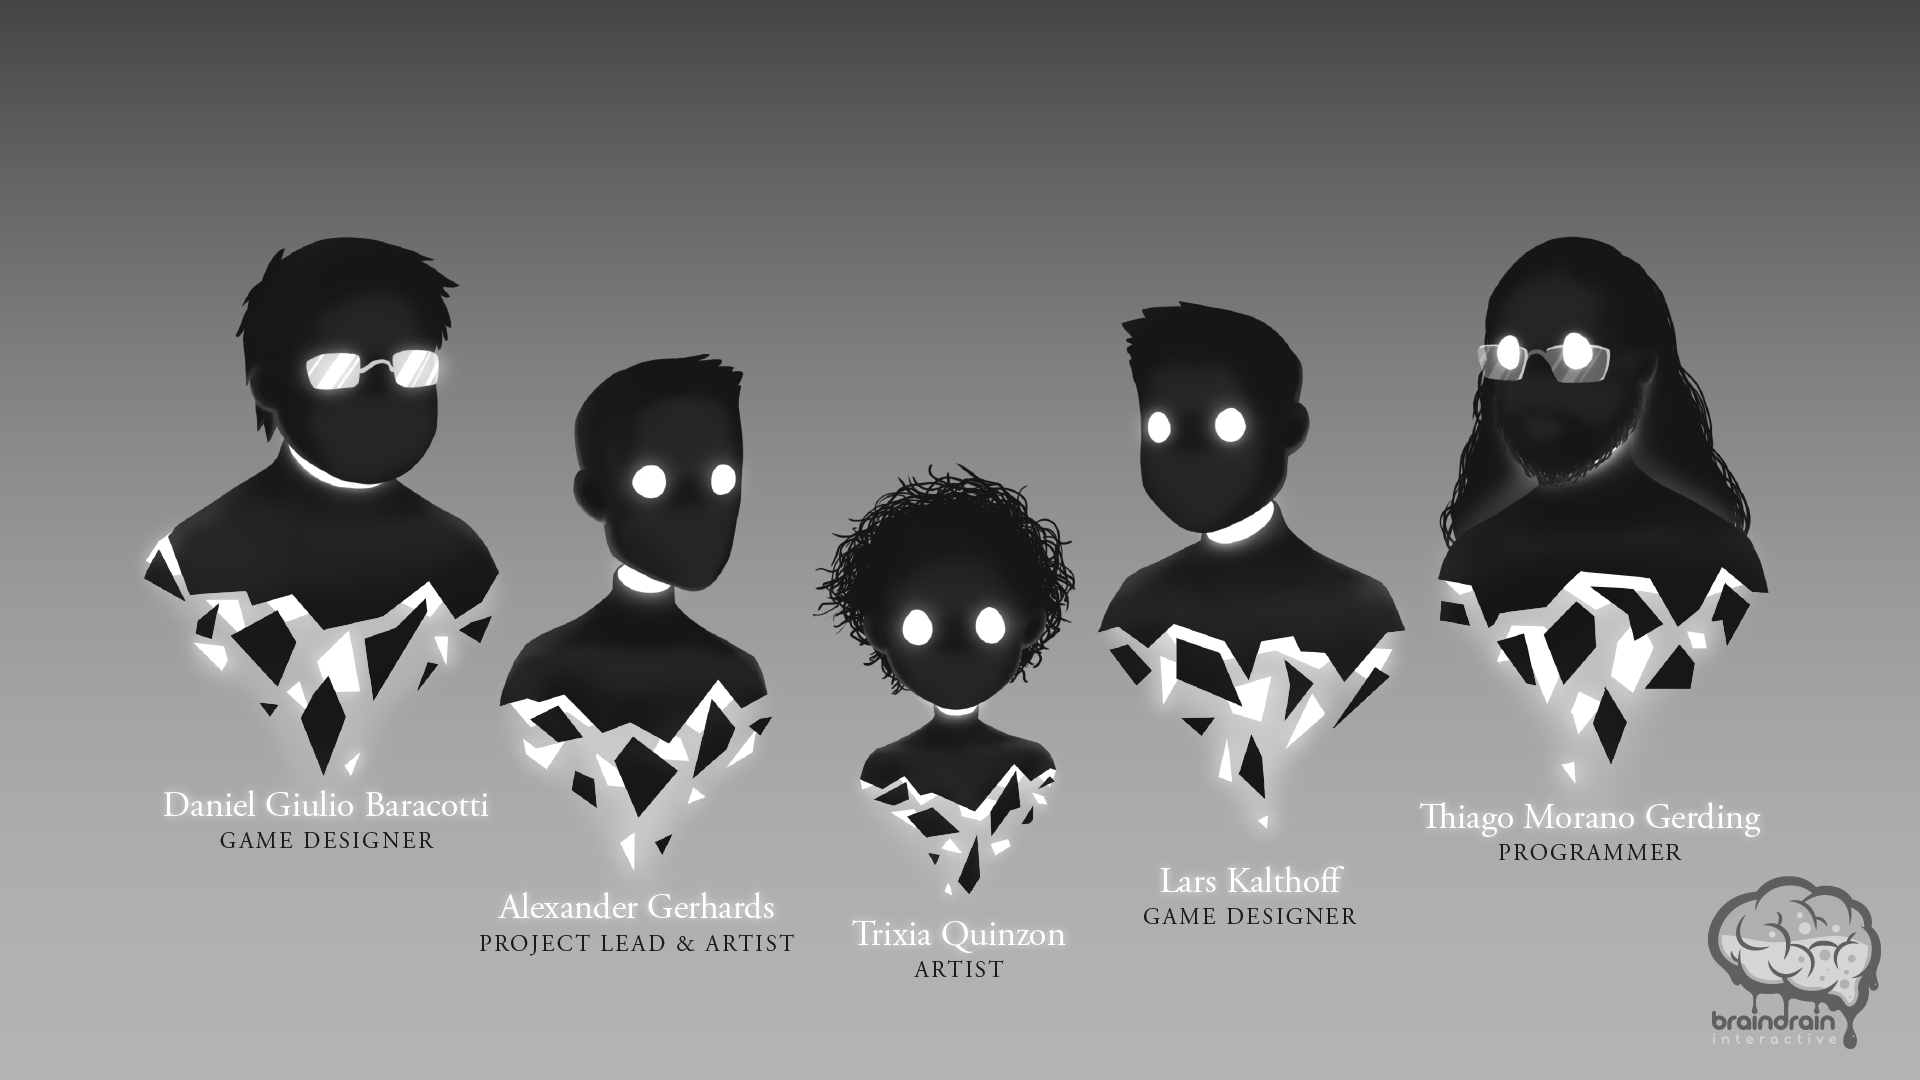 Daniel Giulio Baracotti
GAME DESIGNER
Alexander Gerhards
PROJECT LEAD & ARTIST
Trixia Quinzon
ARTIST
Lars Kalthoff
GAME DESIGNER
Thiago Morano Gerding
PROGRAMMER
braindrain
interactive